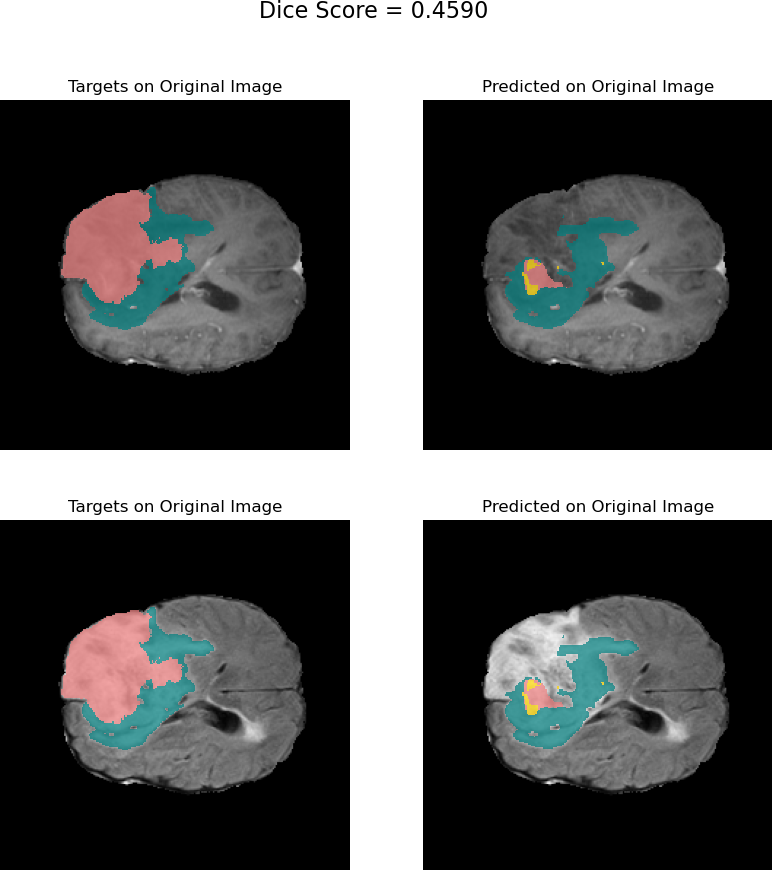 Dice Score = 0.4590
Targets on Original Image
Predicted on Original Image
Targets on Original Image
Predicted on Original Image